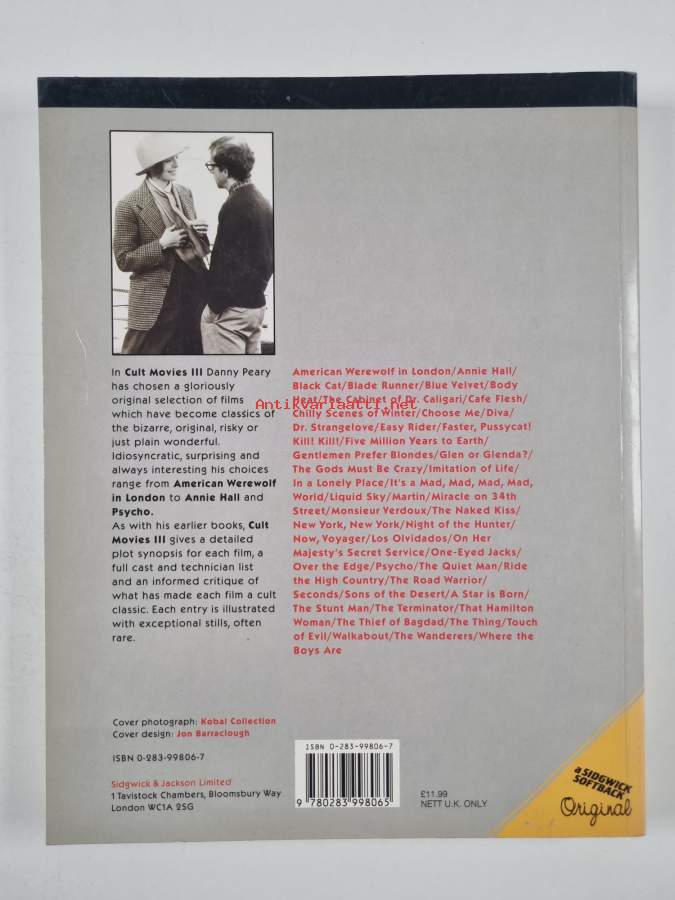 In Cult Movies III Danny Peary
has chosen a gloriously
original selection of films
which have become classics of
the bizarre, original, risky or
just plain wonderful.
Idiosyncratic, surprising and
always interesting his choices
range from American Werewolf
in London to Annie Hall and
Psycho.
As with his earlier books, Cult
Movies III gives a detailed
plot synopsis for each film, a
full cast and technician list
and an informed critique of
what has made each film a cult
classic. Each entry is illustrated
with exceptional stills, often
rare.
American Werewolf in London/Annie Hall/
Black Cat/Blade Runner/Blue Velvet/Body
Heat/The Cabinet of Dr. Caligari/Cafe Flesh/
Antikvariaatti.net
Chilly Scenes of Winter/Choose Me/Diva/
Dr. Strangelove/Easy Rider/Faster, Pussycat!
Kill! Kill!/Five Million Years to Earth/
Gentlemen Prefer Blondes/Glen or Glenda?/
The Gods Must Be Crazy/Imitation of Life/
In a Lonely Place/It's a Mad, Mad, Mad, Mad,
World/Liquid Sky/Martin/Miracle on 34th
Street/Monsieur Verdoux/The Naked Kiss/
New York, New York/Night of the Hunter/
Now, Voyager/Los Olvidados/On Her
Majesty's Secret Service/One-Eyed Jacks/
Over the Edge/Psycho/The Quiet Man/Ride
the High Country/The Road Warrior/
Seconds/Sons of the Desert/A Star is Born/
The Stunt Man/The Terminator/That Hamilton
Woman/The Thief of Bagdad/The Thing/Touch
of Evil/Walkabout/The Wanderers/Where the
Boys Are
Cover photograph: Kobal Collection
Cover design: Jon Barraclough
ISBN 0-283-99806-7
Sidgwick & Jackson Limited
1 Tavistock Chambers, Bloomsbury Way
London WC1A 2SG
ISBN 0-283-99806-7
9 780283 998065
£11.99
NETT U.K. ONLY
a SIDGWICK
SOFTBACK
Original